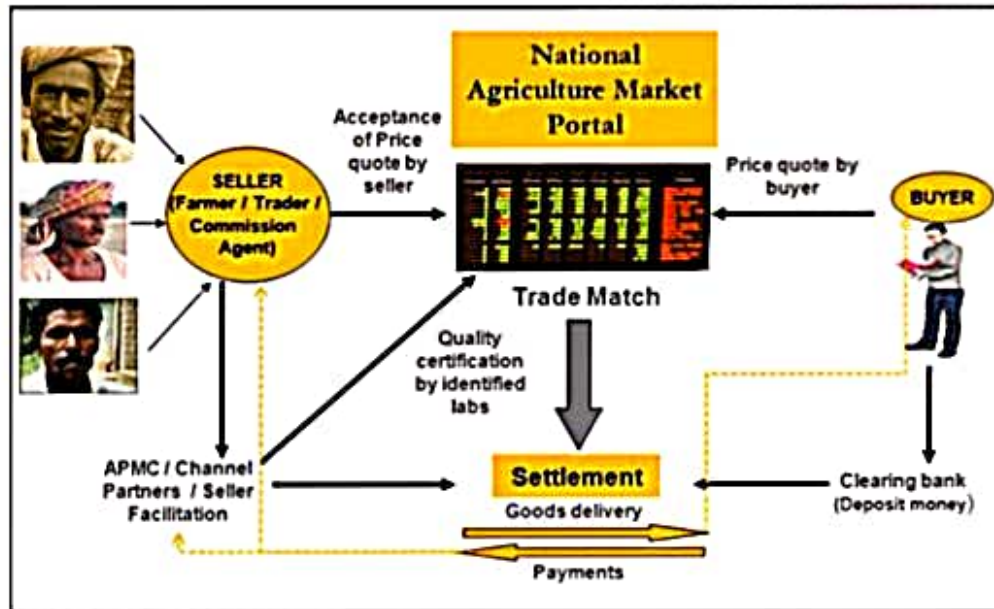 National
Agriculture Market
Portal
Acceptance
of Price
quote by
seller
Price quote by
buyer
SELLER
(Farmer / Trader /
Commission
Agent)
BUYER
Trade Match
Quality
certification
by identified
labs
APMC / Channel
Partners / Seller
Facilitation
Settlement
Goods delivery
Payments
Clearing bank
(Deposit money)